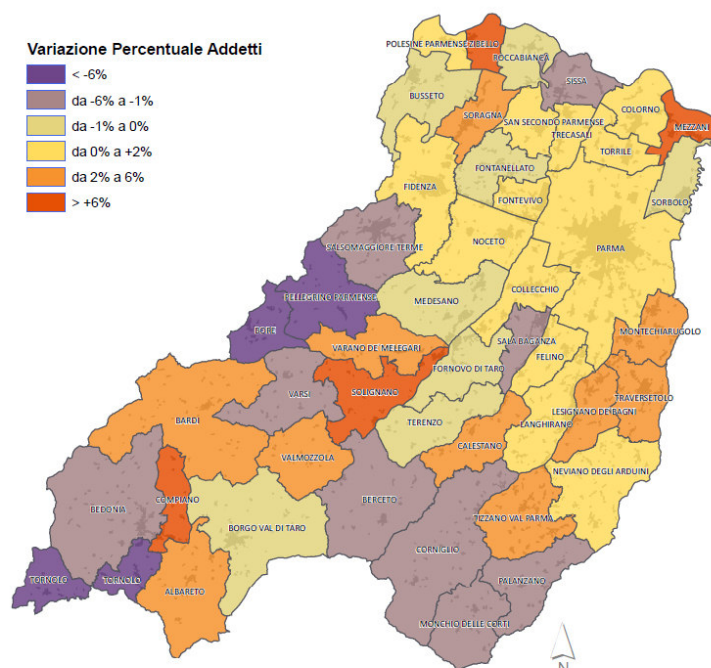 Variazione Percentuale Addetti
< -6%
da -6% a -1%
da -1% a 0%
da 0% a +2%
da 2% a 6%
> +6%
POLESINE PARMENSE
ZIBELLO
ROCCABIANCA
SISSA
BUSSETO
SORAGNA
SAN SECONDO PARMENSE
TRECASALI
COLORNO
MEZZANI
TORRILE
FONTANELLATO
FIDENZA
FONTEVIVO
SORBOLO
SALSOMAGGIORE TERME
NOCETO
PARMA
PELLEGRINO PARMENSE
MEDESANO
COLLECCHIO
BORE
VARANO DE MELEGARI
SALA BAGANZA
MONTECHIARUGOLO
FELINO
FORNOVO DI TARO
VARSI
SOLIGNANO
TRAVERSETOLO
LESIGNANO DE BAGNI
BARDI
TERENZO
LANGHIRANO
CALESTANO
VALMOZZOLA
NEVIANO DEGLI ARDUINI
BERCETO
COMPIANO
BEDONIA
TIZZANO VAL PARMA
BORGO VAL DI TARO
CORNIGLIO
TORNOLO
TORNOLO
PALANZANO
ALBARETO
MONCHIO DELLE CORTI
N